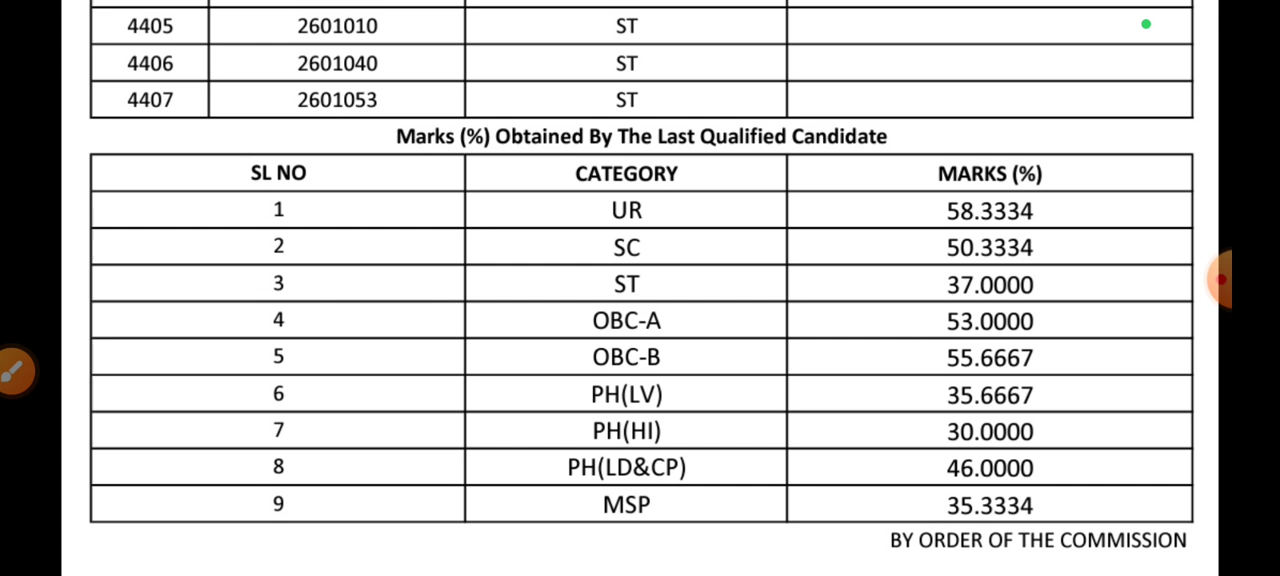 4405 2601010 ST
4406 2601040 ST
4407 2601053 ST
Marks (%) Obtained By The Last Qualified Candidate
SL NO CATEGORY MARKS (%)
1 UR 58.3334
2 SC 50.3334
3 ST 37.0000
4 OBC-A 53.0000
5 OBC-B 55.6667
6 PH(LV) 35.6667
7 PH(HI) 30.0000
8 PH(LD&CP) 46.0000
9 MSP 35.3334
BY ORDER OF THE COMMISSION